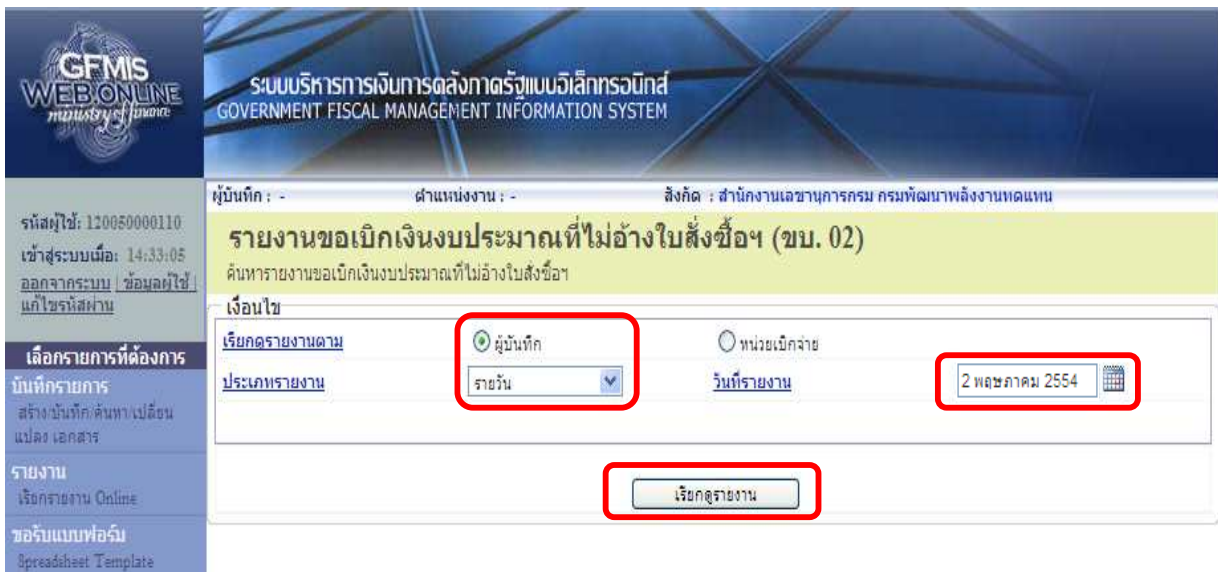 GFMIS
WEB ONLINE
ministry of finance
ระบบบริหารการเงินการคลังภาครัฐแบบอิเล็กทรอนิกส์
GOVERNMENT FISCAL MANAGEMENT INFORMATION SYSTEM
ผู้บันทึก : - ตำแหน่งงาน : - สังกัด : สำนักงานเลขานุการกรม กรมพัฒนาพลังงานทดแทน
รหัสผู้ใช้: 120050000110
เข้าสู่ระบบเมื่อ: 14:33:05
ออกจากระบบ | ข้อมูลผู้ใช้ |
แก้ไขรหัสผ่าน
รายงานขอเบิกเงินงบประมาณที่ไม่อ้างใบสั่งซื้อฯ (ขบ. 02)
ค้นหารายงานขอเบิกเงินงบประมาณที่ไม่อ้างใบสั่งซื้อฯ
เงื่อนไข
เรียกดูรายงานตาม ผู้บันทึก หน่วยเบิกจ่าย
ประเภทรายงาน รายวัน วันที่รายงาน 2 พฤษภาคม 2554
เรียกดูรายงาน
เลือกรายการที่ต้องการ
บันทึกรายการ
สร้าง/บันทึก/ค้นหา/เปลี่ยน
แปลง เอกสาร
รายงาน
เรียกรายงาน Online
ขอรับแบบฟอร์ม
Spreadsheet Template